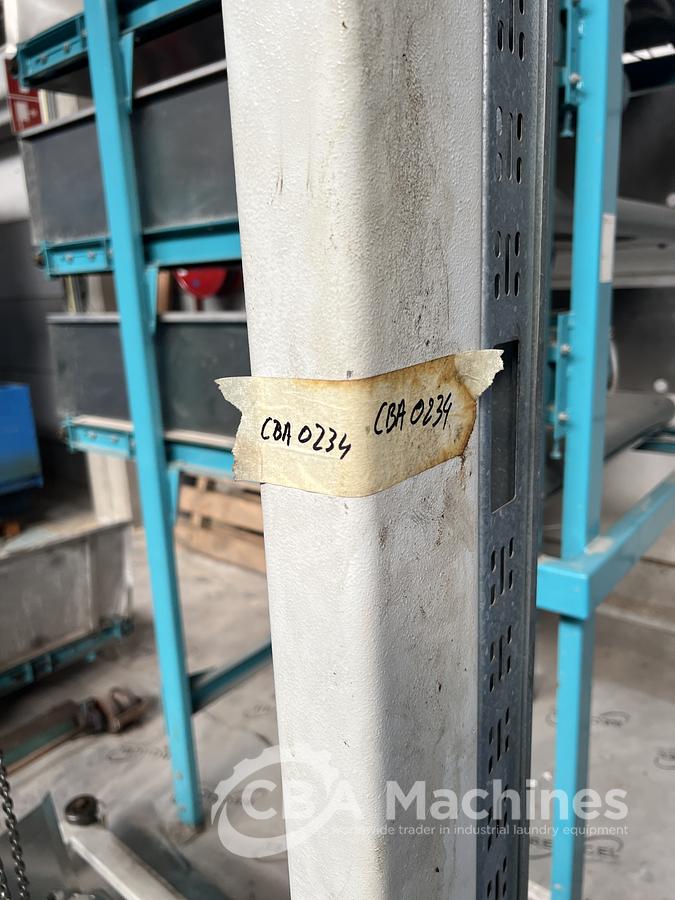 CBA 0234
CBA 0234
CBA Machines
worldwide trader in industrial laundry equipment